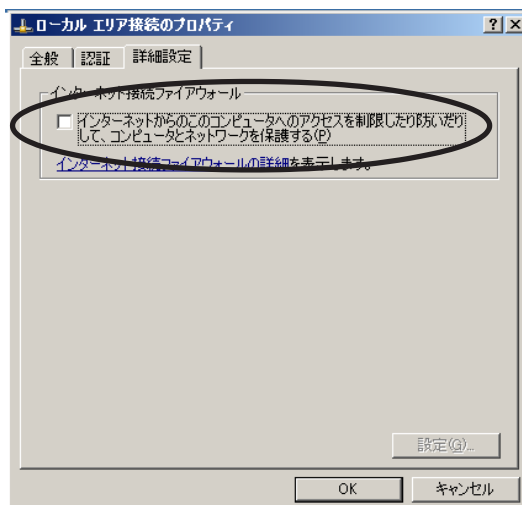 ローカル エリア接続のプロパティ
全般 認証 詳細設定
インターネット接続ファイアウォール
インターネットからのこのコンピュータへのアクセスを制限したり防いだり
して、コンピュータとネットワークを保護する(P)
インターネット接続ファイアウォールの詳細を表示します。
設定(G)...
OK キャンセル